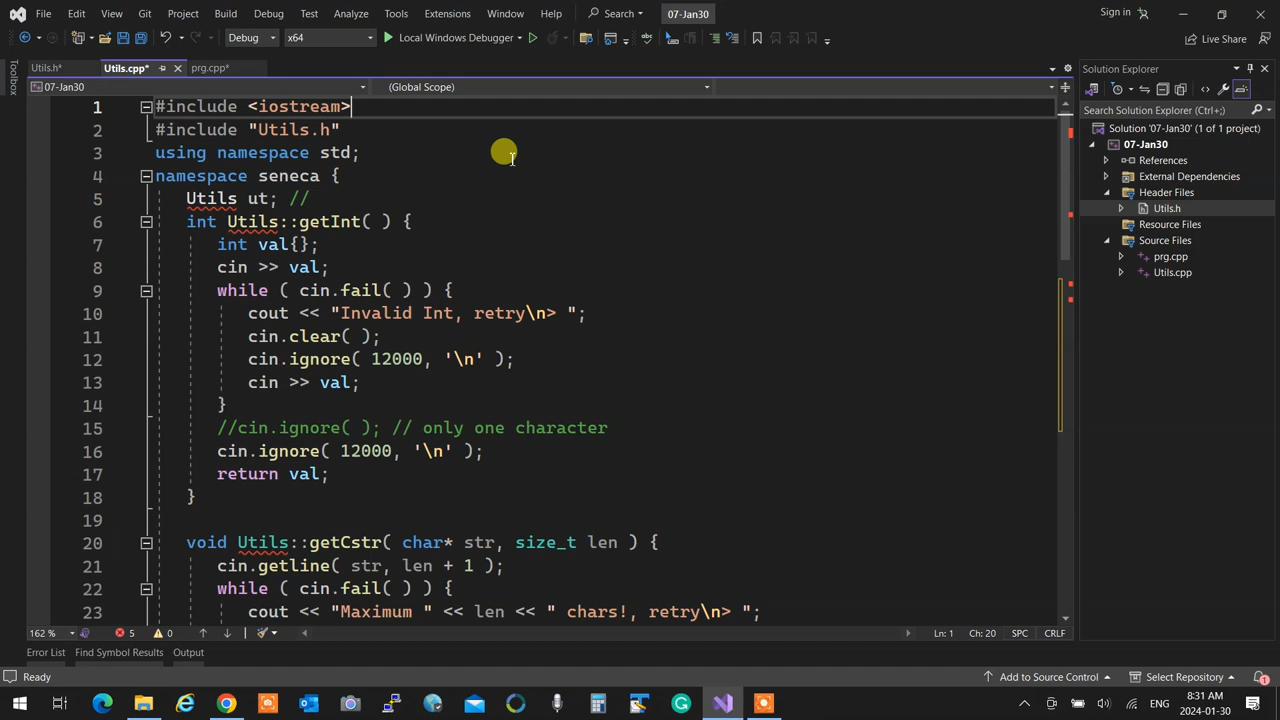 File Edit View Git Project Build Debug Test Analyze Tools Extensions Window Help Search 07-Jan30 Sign in
Debug x64 Local Windows Debugger Live Share
Toolbox
Utils.h* Utils.cpp* prg.cpp*
07-Jan30 (Global Scope)
1 #include <iostream>
2 #include "Utils.h"
3 using namespace std;
4 namespace seneca {
5 Utils ut; //
6 int Utils::getInt( ) {
7 int val{};
8 cin >> val;
9 while ( cin.fail( ) ) {
10 cout << "Invalid Int, retry\n> ";
11 cin.clear( );
12 cin.ignore( 12000, '\n' );
13 cin >> val;
14 }
15 //cin.ignore( ); // only one character
16 cin.ignore( 12000, '\n' );
17 return val;
18 }
19
20 void Utils::getCstr( char* str, size_t len ) {
21 cin.getline( str, len + 1 );
22 while ( cin.fail( ) ) {
23 cout << "Maximum " << len << " chars!, retry\n> ";
162 % 5 0 Ln: 1 Ch: 20 SPC CRLF
Solution Explorer
Search Solution Explorer (Ctrl+;)
Solution '07-Jan30' (1 of 1 project)
07-Jan30
References
External Dependencies
Header Files
Utils.h
Resource Files
Source Files
prg.cpp
Utils.cpp
Error List Find Symbol Results Output
Ready Add to Source Control Select Repository 1
ENG 8:31 AM
2024-01-30